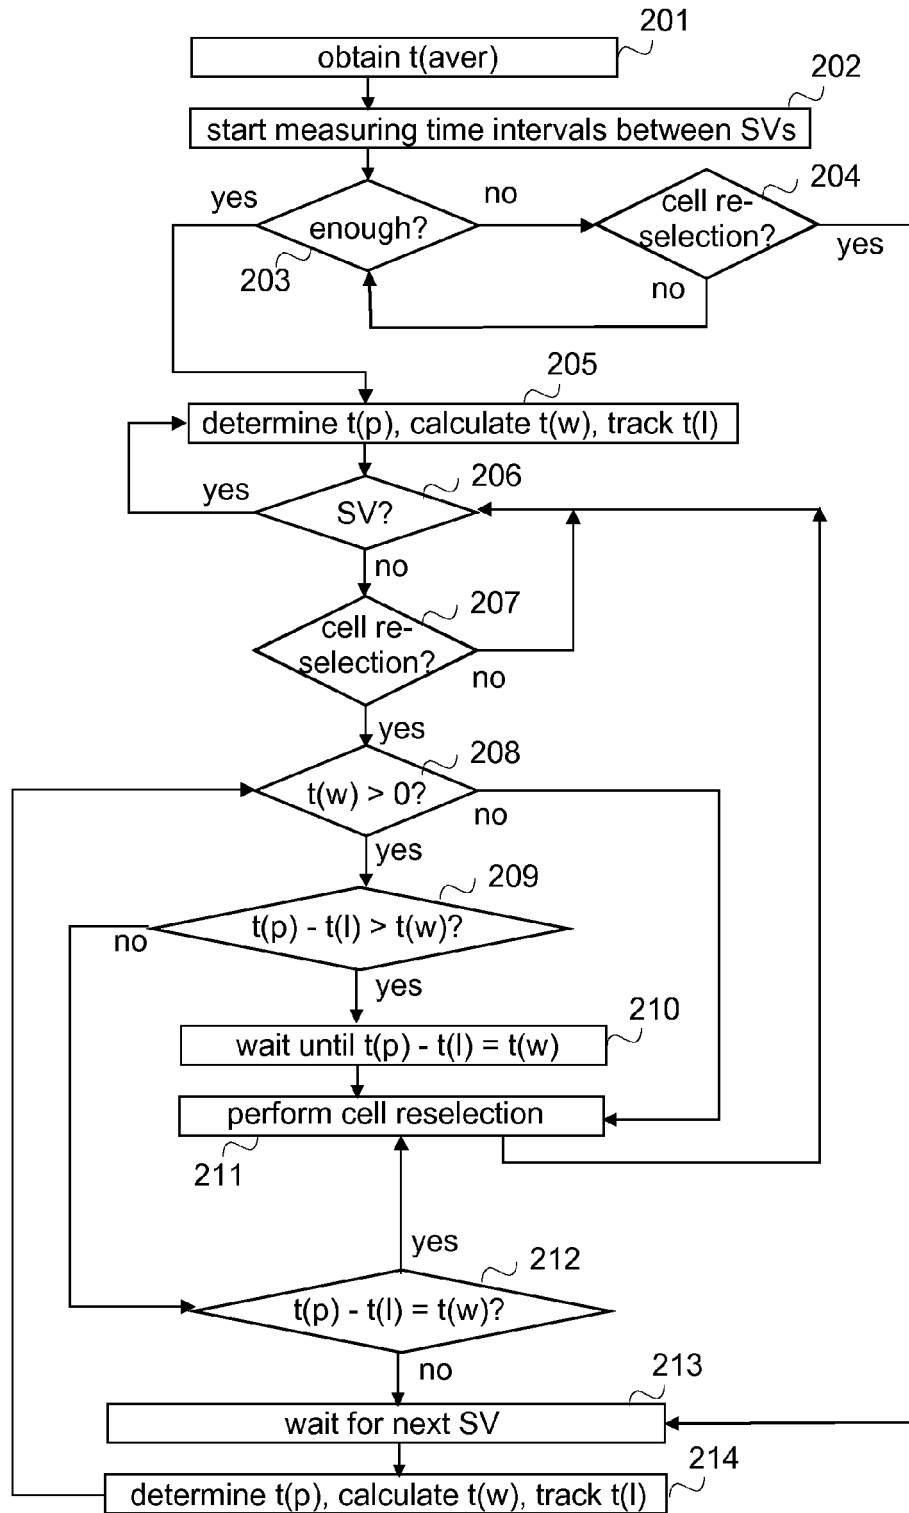 201
obtain t(aver)
202
start measuring time intervals between SVs
yes
enough?
203
no
cell re-
selection?
204
yes
no
205
determine t(p), calculate t(w), track t(l)
yes
SV?
206
no
cell re-
selection?
207
no
yes
t(w) > 0?
208
no
yes
209
t(p) - t(l) > t(w)?
no
yes
210
wait until t(p) - t(l) = t(w)
perform cell reselection
211
yes
212
t(p) - t(l) = t(w)?
no
213
wait for next SV
214
determine t(p), calculate t(w), track t(l)